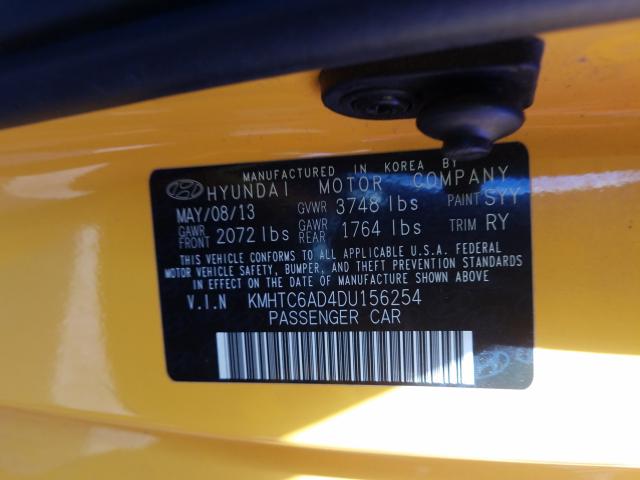 MANUFACTURED IN KOREA BY
HYUNDAI MOTOR COMPANY
MAY/08/13 GVWR 3748 lbs PAINT SYY
GAWR FRONT 2072 lbs GAWR REAR 1764 lbs TRIM RY
THIS VEHICLE CONFORMS TO ALL APPLICABLE U.S.A. FEDERAL
MOTOR VEHICLE SAFETY, BUMPER, AND THEFT PREVENTION STANDARDS
IN EFFECT ON THE DATE OF MANUFACTURE SHOWN ABOVE
V.I.N KMHTC6AD4DU156254
PASSENGER CAR